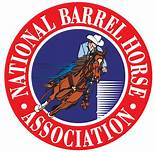 · NATIONAL BARREL HORSE ·
ASSOCIATION